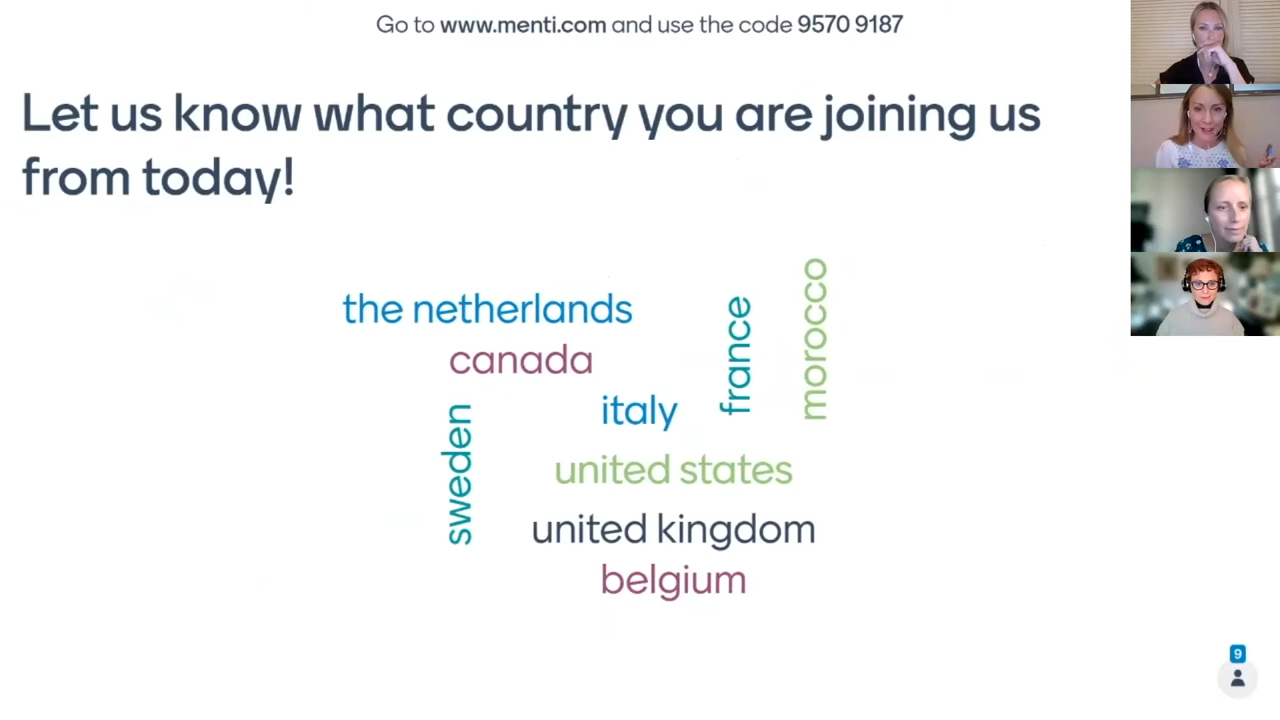 Go to www.menti.com and use the code 9570 9187
Let us know what country you are joining us
from today!
the netherlands
canada
italy
france
morocco
sweden
united states
united kingdom
belgium
9